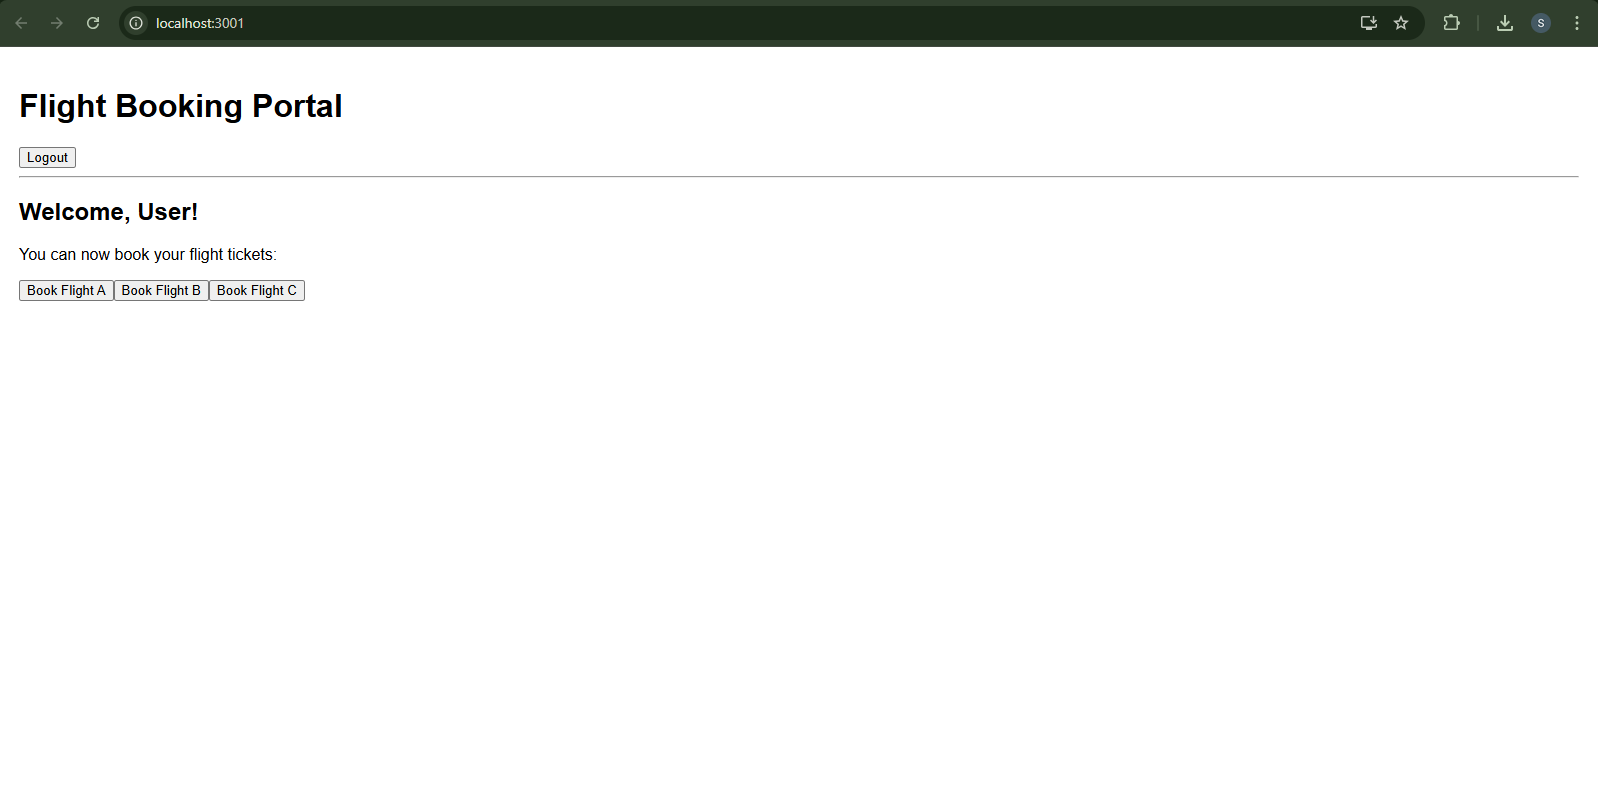 localhost:3001
S
Flight Booking Portal
Logout
Welcome, User!
You can now book your flight tickets:
Book Flight A Book Flight B Book Flight C